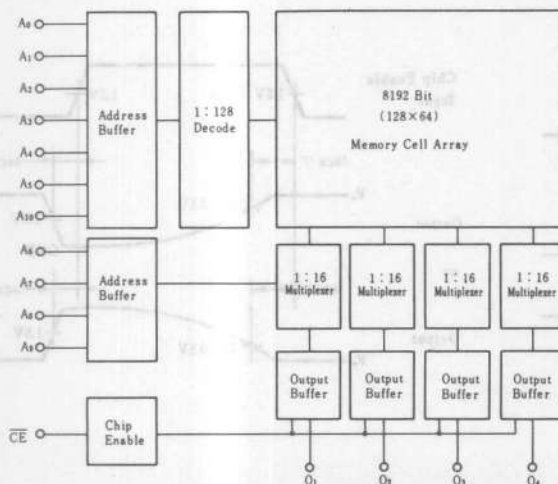 A0
A1
A2
A3
A4
A5
A10
Address
Buffer
1 : 128
Decode
8192 Bit
(128×64)
Memory Cell Array
A6
A7
A8
A9
Address
Buffer
1 : 16
Multiplexer
1 : 16
Multiplexer
1 : 16
Multiplexer
1 : 16
Multiplexer
Output
Buffer
Output
Buffer
Output
Buffer
Output
Buffer
CE
Chip
Enable
O1
O2
O3
O4